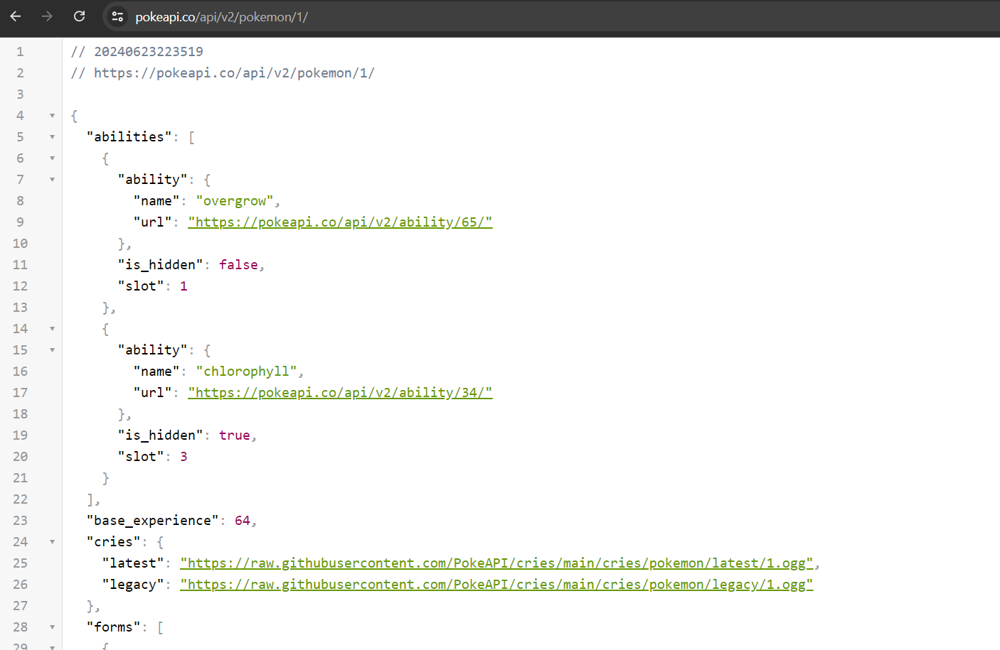 pokeapi.co/api/v2/pokemon/1/
1 // 20240623223519
2 // https://pokeapi.co/api/v2/pokemon/1/
3
4 {
5   "abilities": [
6     {
7       "ability": {
8         "name": "overgrow",
9         "url": "https://pokeapi.co/api/v2/ability/65/"
10       },
11       "is_hidden": false,
12       "slot": 1
13     },
14     {
15       "ability": {
16         "name": "chlorophyll",
17         "url": "https://pokeapi.co/api/v2/ability/34/"
18       },
19       "is_hidden": true,
20       "slot": 3
21     }
22   ],
23   "base_experience": 64,
24   "cries": {
25     "latest": "https://raw.githubusercontent.com/PokeAPI/cries/main/cries/pokemon/latest/1.ogg",
26     "legacy": "https://raw.githubusercontent.com/PokeAPI/cries/main/cries/pokemon/legacy/1.ogg"
27   },
28   "forms": [
29     {